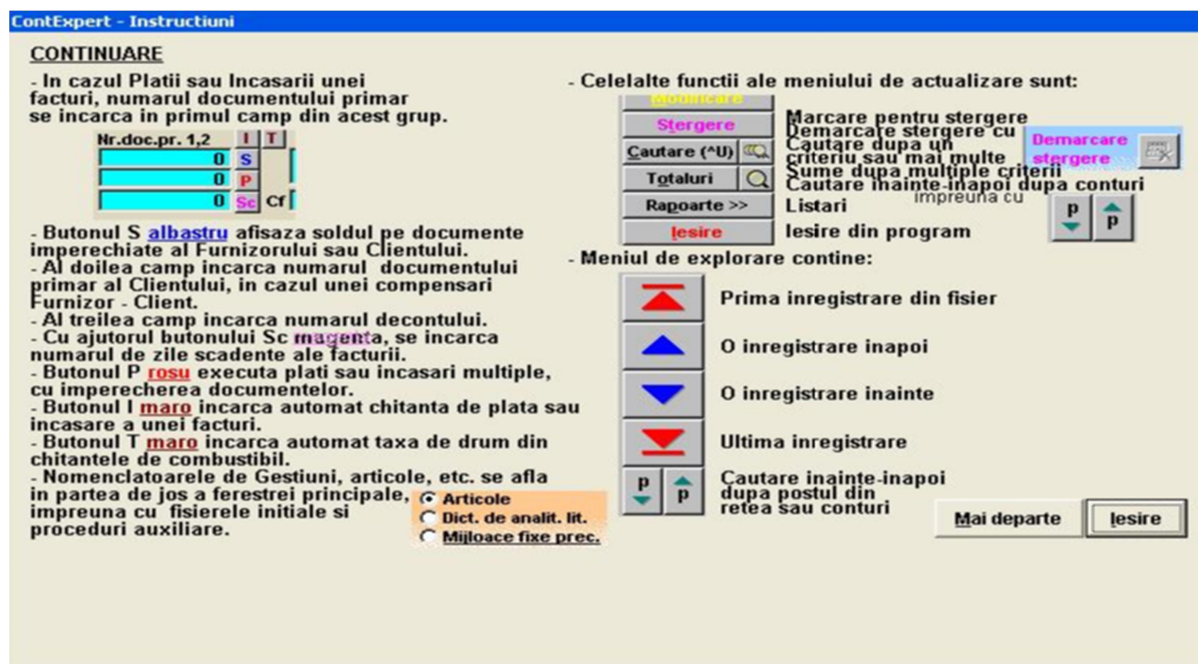 ContExpert - Instructiuni
CONTINUARE
- In cazul Platii sau Incasarii unei
facturi, numarul documentului primar
se incarca in primul camp din acest grup.
Nr.doc.pr. 1,2 I T
0 S
0 P
0 Sc Cf
- Butonul S albastru afisaza soldul pe documente
imperechiate al Furnizorului sau Clientului.
- Al doilea camp incarca numarul documentului
primar al Clientului, in cazul unei compensari
Furnizor - Client.
- Al treilea camp incarca numarul decontului.
- Cu ajutorul butonului Sc magenta, se incarca
numarul de zile scadente ale facturii.
- Butonul P rosu executa plati sau incasari multiple,
cu imperecherea documentelor.
- Butonul I maro incarca automat chitanta de plata sau
incasare a unei facturi.
- Butonul T maro incarca automat taxa de drum din
chitantele de combustibil.
- Nomenclatoarele de Gestiuni, articole, etc. se afla
in partea de jos a ferestrei principale,
impreuna cu fisierele initiale si
proceduri auxiliare.
Articole
Dict. de analit. lit.
Mijloace fixe prec.
- Celelalte functii ale meniului de actualizare sunt:
Modificare
Stergere
Marcare pentru stergere
Demarcare stergere cu
Demarcare
stergere
Cautare (^U)
Cautare dupa un
criteriu sau mai multe
Totaluri
Sume dupa multiple criterii
Cautare inainte-inapoi dupa conturi
impreuna cu
p p
Rapoarte >>
Listari
Iesire
Iesire din program
- Meniul de explorare contine:
Prima inregistrare din fisier
O inregistrare inapoi
O inregistrare inainte
Ultima inregistrare
p p
Cautare inainte-inapoi
dupa postul din
retea sau conturi
Mai departe
Iesire